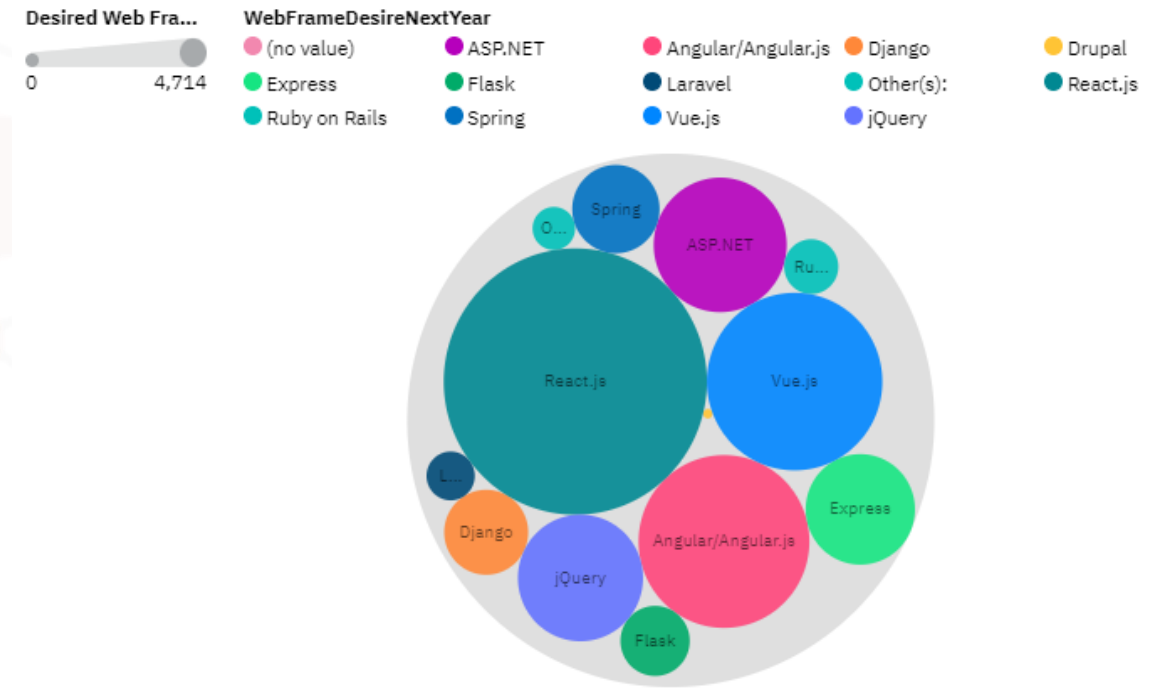 Desired Web Fra...
0 4,714
WebFrameDesireNextYear
(no value) ASP.NET Angular/Angular.js Django Drupal
Express Flask Laravel Other(s): React.js
Ruby on Rails Spring Vue.js jQuery
Spring
O...
ASP.NET
Ru...
React.js
Vue.js
L...
Django
Express
Angular/Angular.js
jQuery
Flask